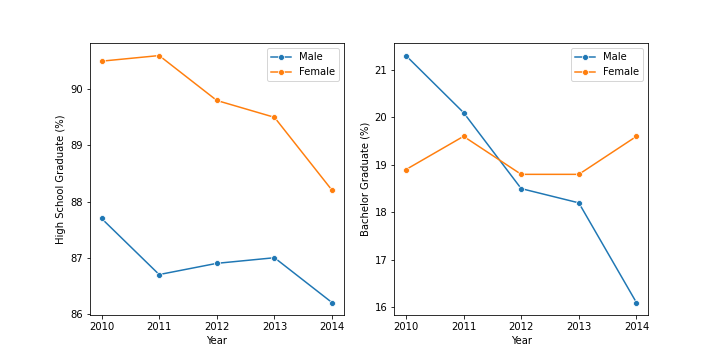 Male
Female
90
89
88
87
86
High School Graduate (%)
2010 2011 2012 2013 2014
Year
Male
Female
21
20
19
18
17
16
Bachelor Graduate (%)
2010 2011 2012 2013 2014
Year